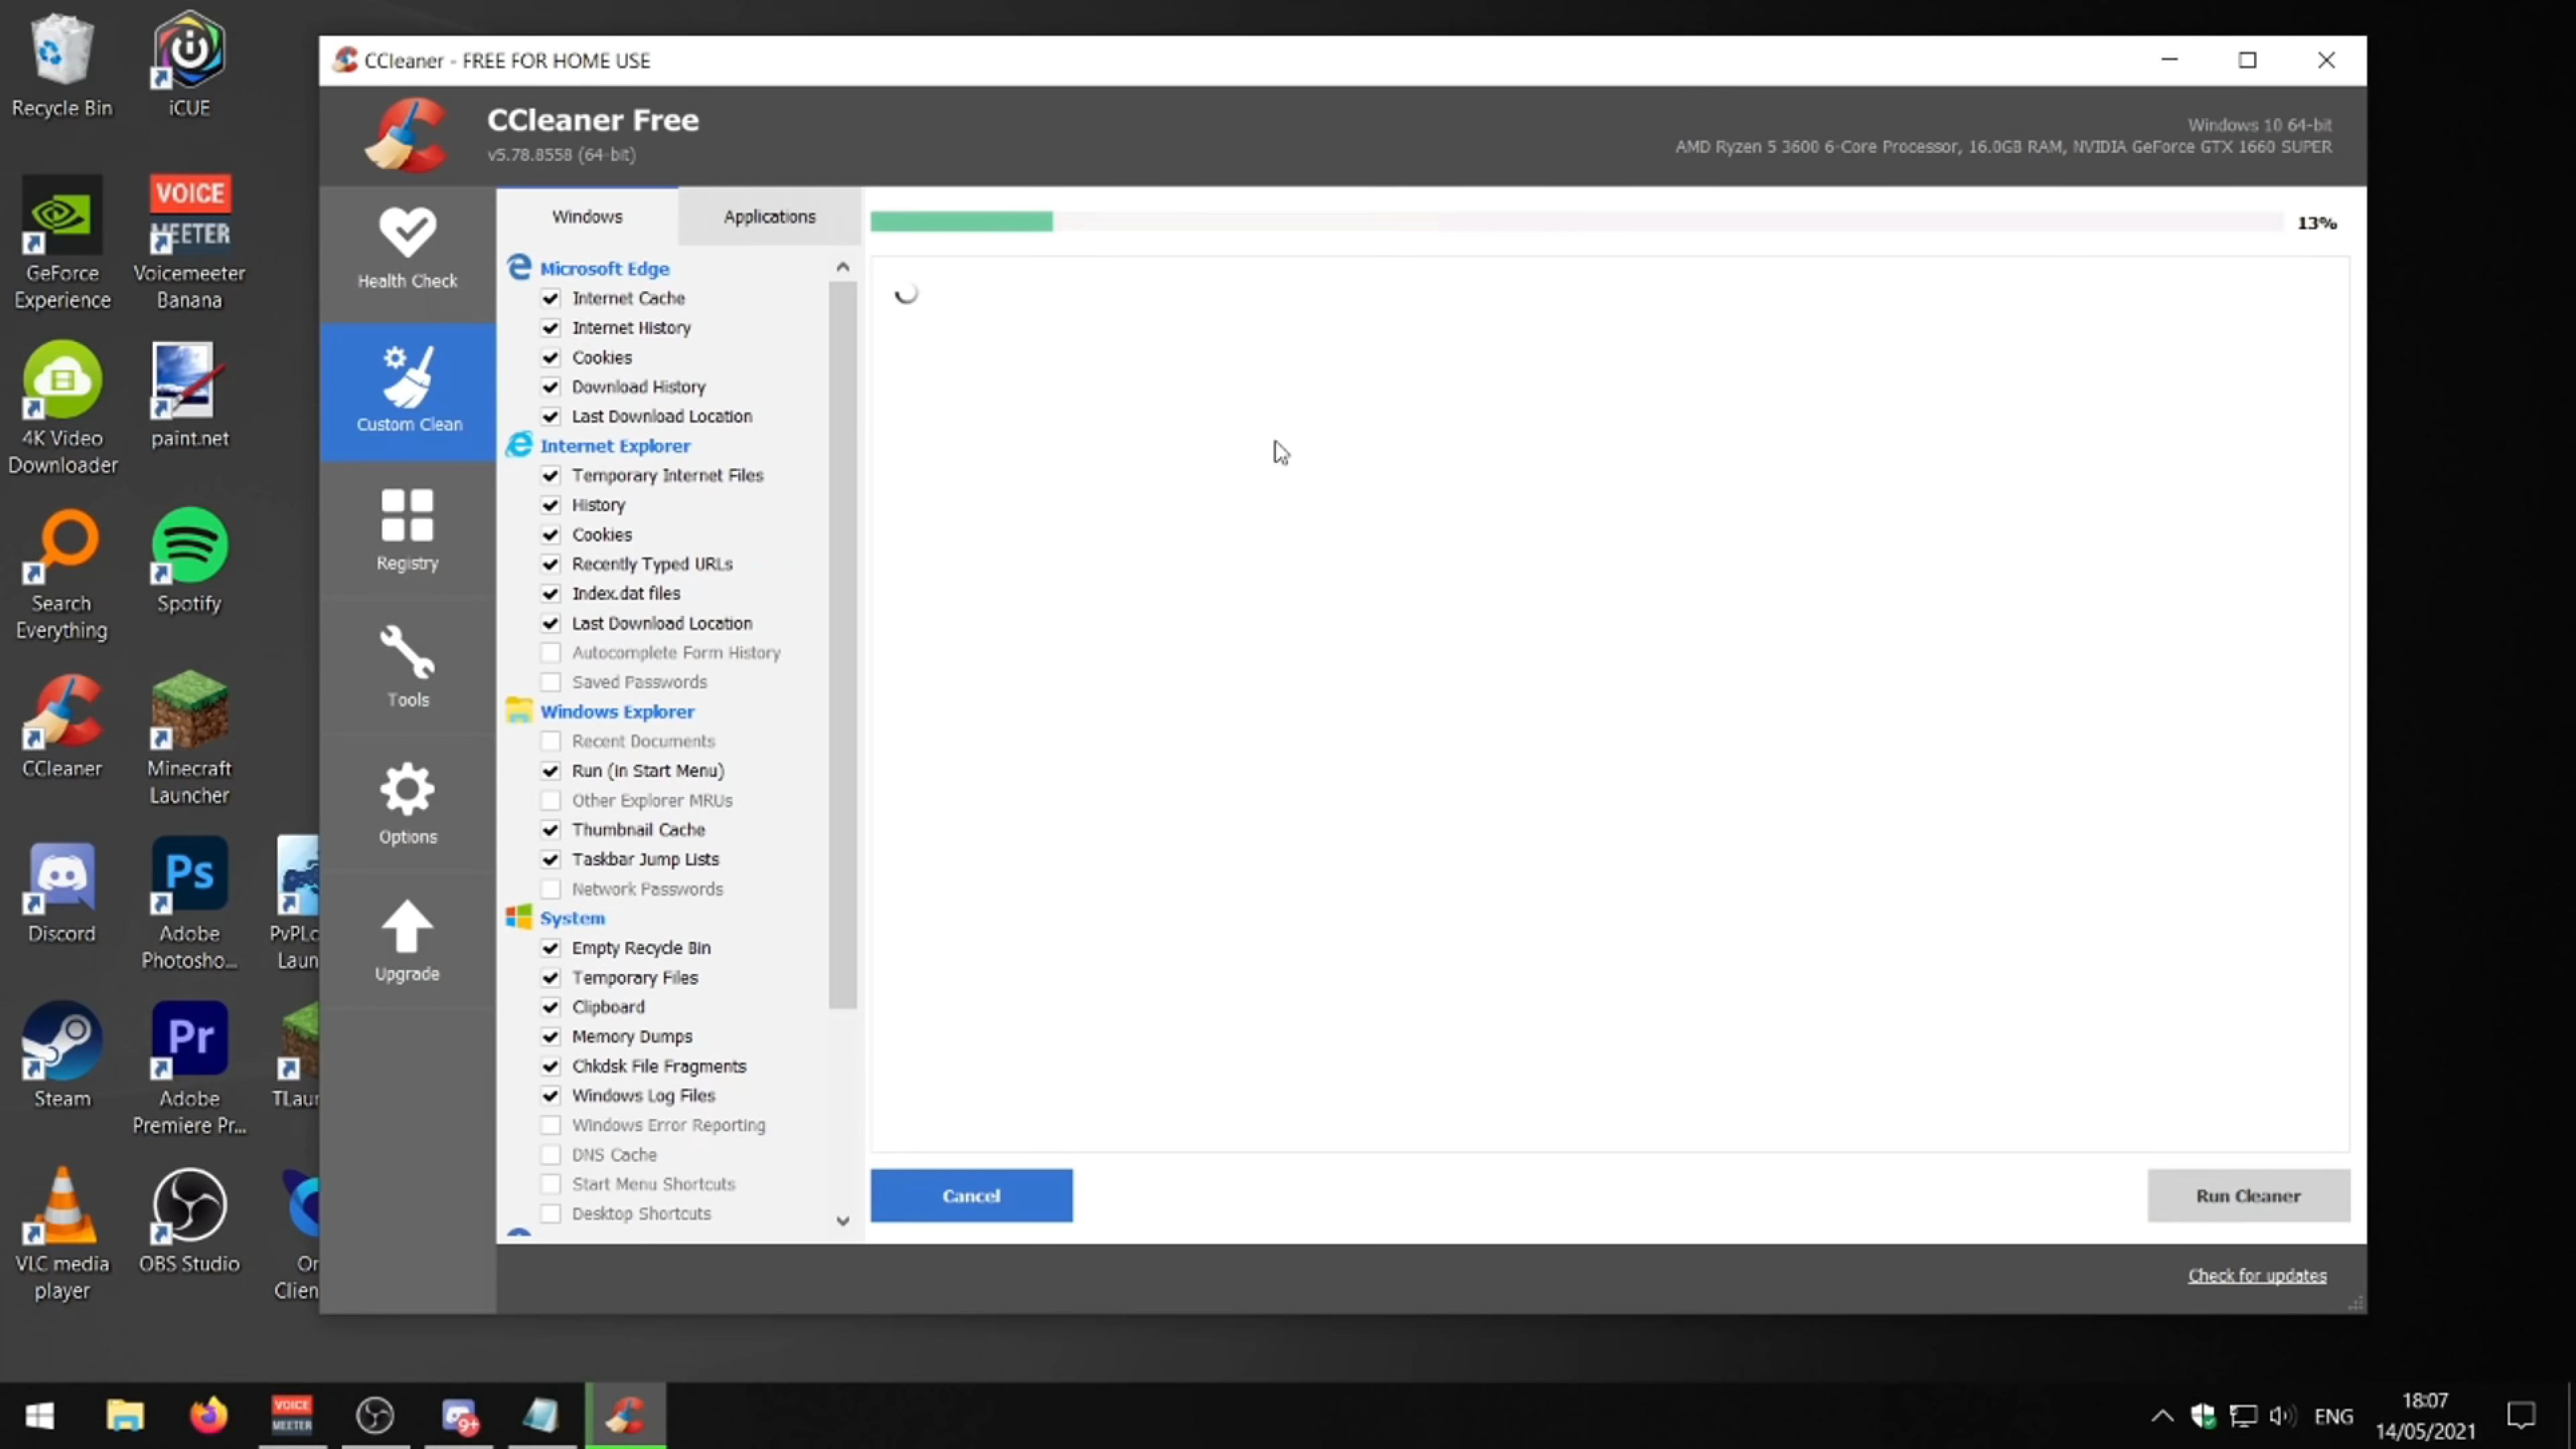 Recycle Bin
iCUE
GeForce
Experience
VOICE
MEETER
Voicemeeter
Banana
4K Video
Downloader
paint.net
Search
Everything
Spotify
CCleaner
Minecraft
Launcher
Discord
Ps
Adobe
Photosho...
PvPL
Laun
Steam
Pr
Adobe
Premiere Pr...
TLau
VLC media
player
OBS Studio
Clien
CCleaner - FREE FOR HOME USE
CCleaner Free
v5.78.8558 (64-bit)
Windows 10 64-bit
AMD Ryzen 5 3600 6-Core Processor, 16.0GB RAM, NVIDIA GeForce GTX 1660 SUPER
Health Check
Custom Clean
Registry
Tools
Options
Upgrade
Windows
Applications
Microsoft Edge
Internet Cache
Internet History
Cookies
Download History
Last Download Location
Internet Explorer
Temporary Internet Files
History
Cookies
Recently Typed URLs
Index.dat files
Last Download Location
Autocomplete Form History
Saved Passwords
Windows Explorer
Recent Documents
Run (in Start Menu)
Other Explorer MRUs
Thumbnail Cache
Taskbar Jump Lists
Network Passwords
System
Empty Recycle Bin
Temporary Files
Clipboard
Memory Dumps
Chkdsk File Fragments
Windows Log Files
Windows Error Reporting
DNS Cache
Start Menu Shortcuts
Desktop Shortcuts
13%
Cancel
Run Cleaner
Check for updates
VOICE
MEETER
9+
ENG
18:07
14/05/2021